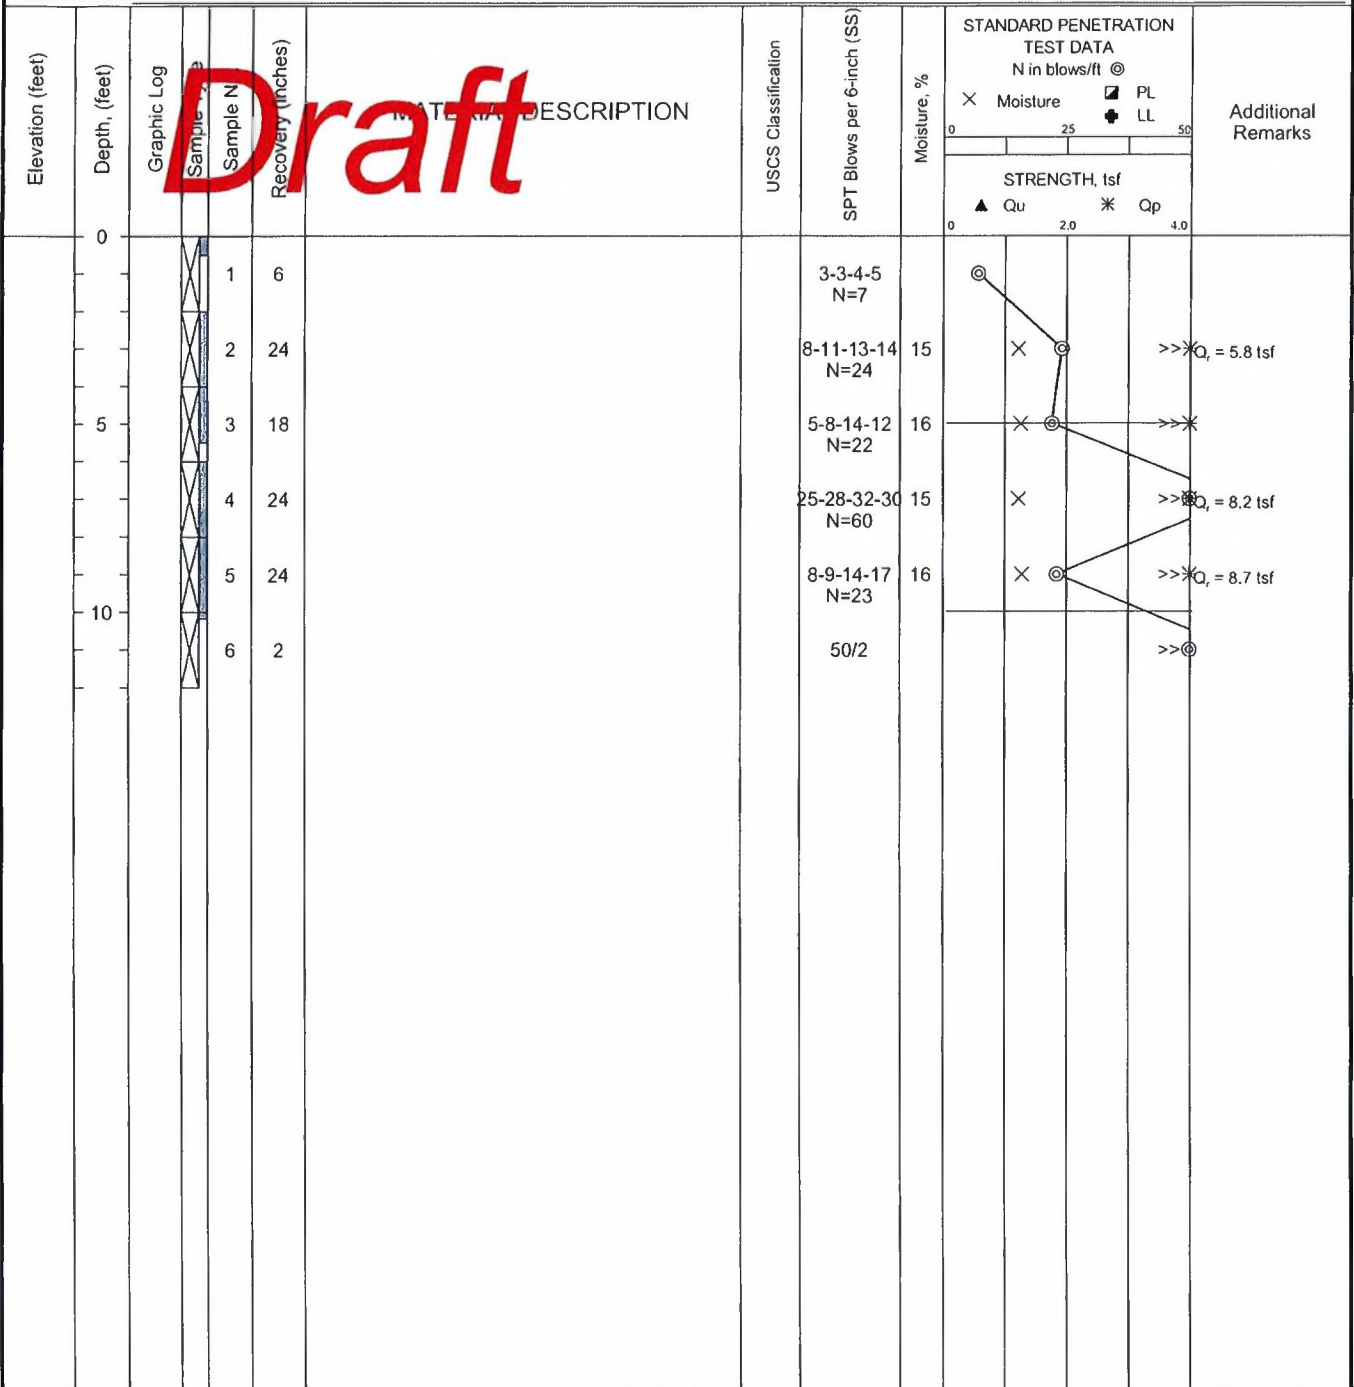 Elevation (feet)
Depth, (feet)
Graphic Log
Sample
Sample N
Recovery (inches)
Draft
MATERIAL DESCRIPTION
USCS Classification
SPT Blows per 6-inch (SS)
Moisture, %
STANDARD PENETRATION
TEST DATA
N in blows/ft ◎
× Moisture
PL
LL
0 25 50
STRENGTH, tsf
▲ Qu ✳ Qp
0 2.0 4.0
Additional
Remarks
0
1 6 3-3-4-5
N=7
2 24 8-11-13-14 15 >> Qr = 5.8 tsf
N=24
5 3 18 5-8-14-12 16 >>
N=22
4 24 25-28-32-30 15 >> Qr = 8.2 tsf
N=60
5 24 8-9-14-17 16 >> Qr = 8.7 tsf
N=23
10
6 2 50/2 >>